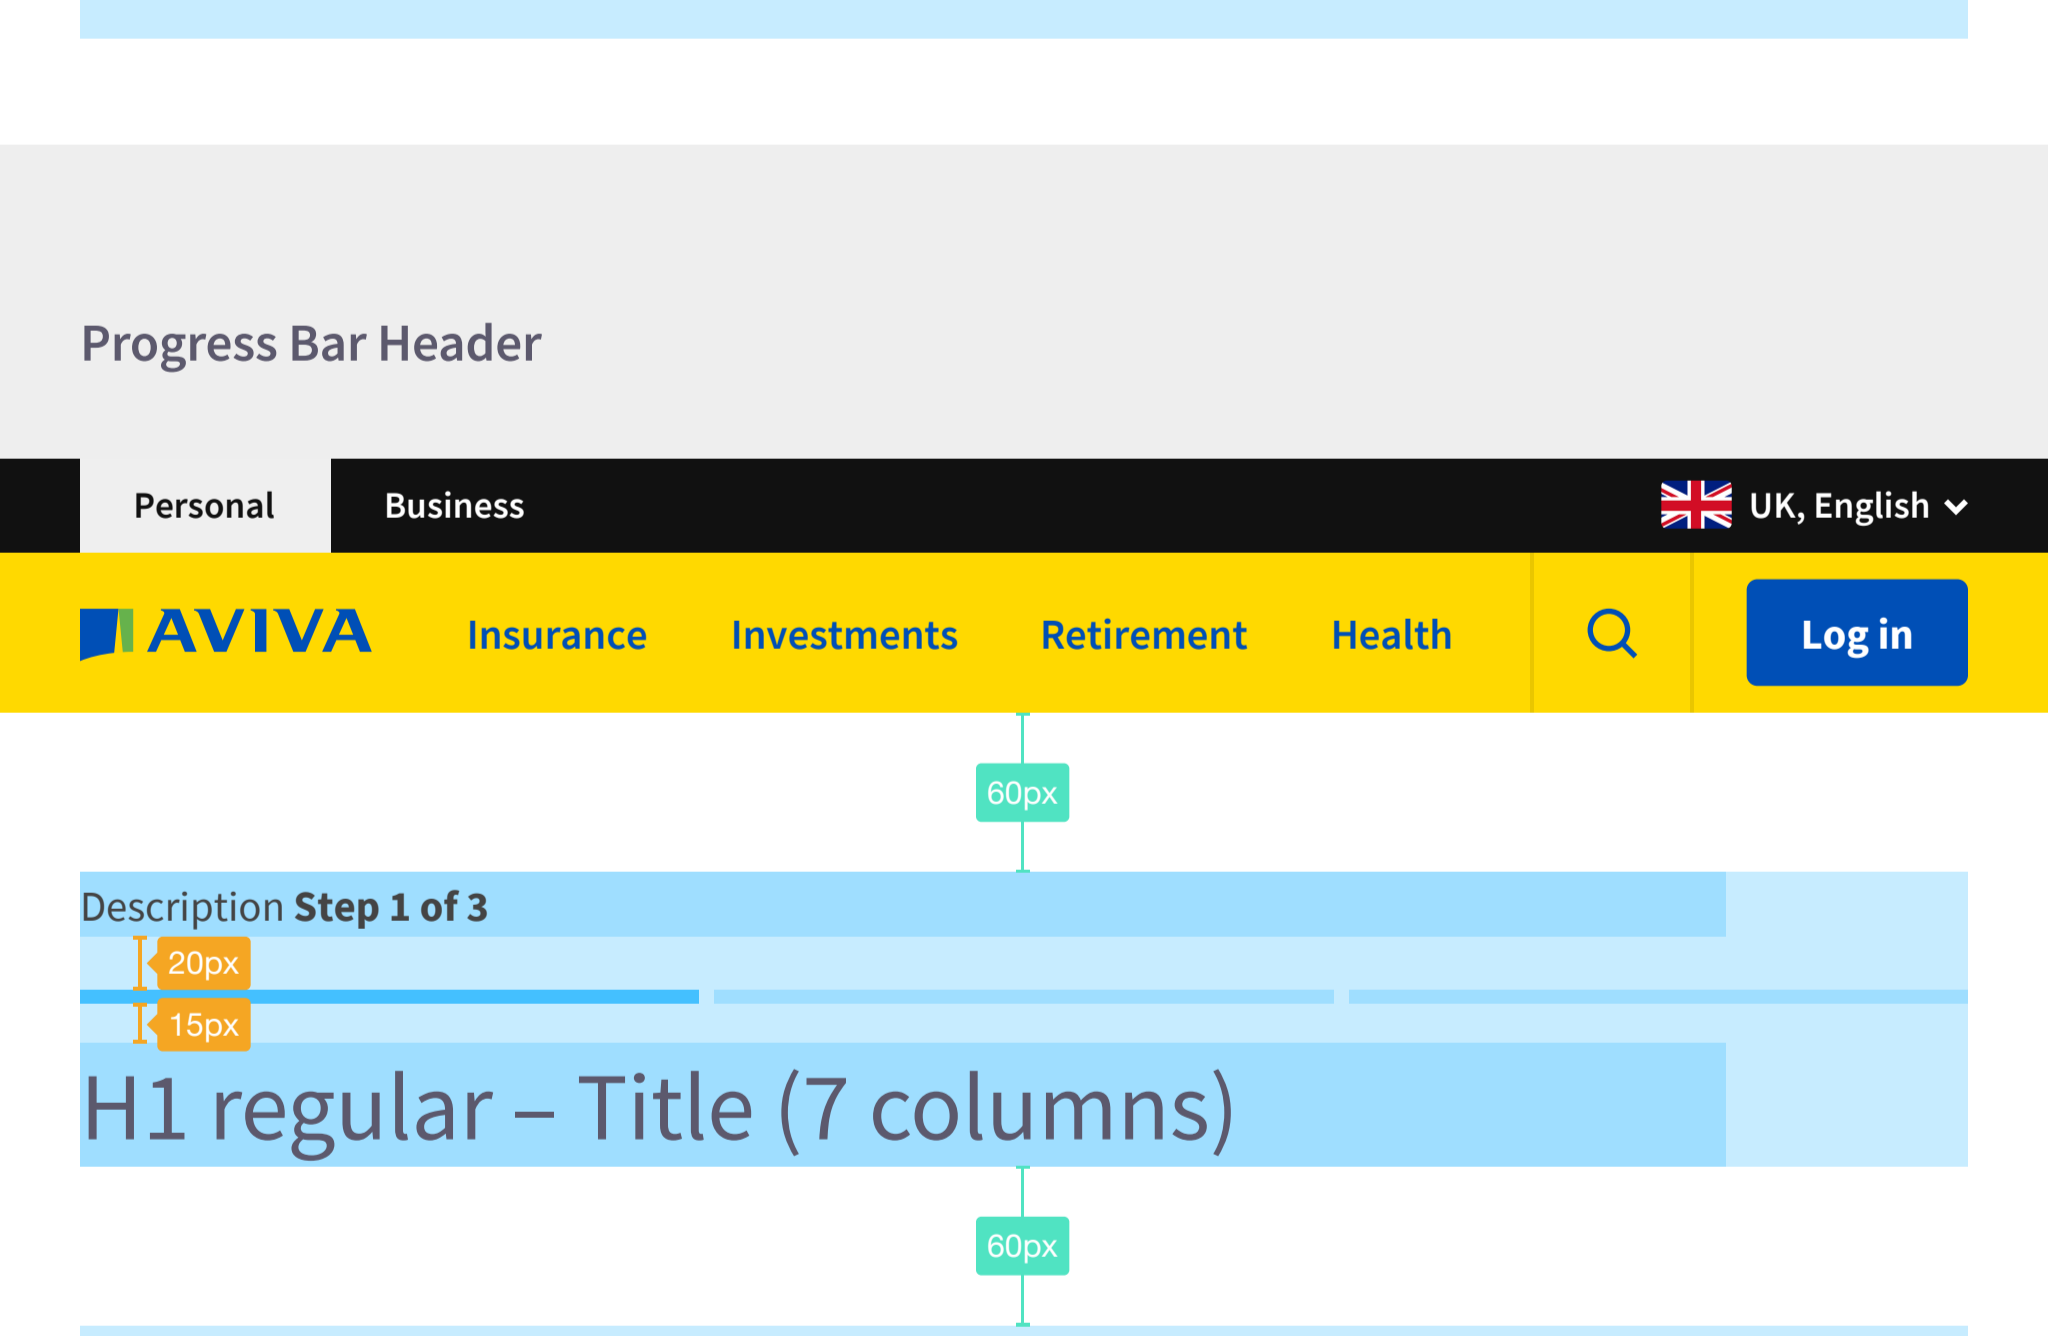 Progress Bar Header
Personal Business UK, English
AVIVA Insurance Investments Retirement Health Log in
60px
Description Step 1 of 3
20px
15px
H1 regular – Title (7 columns)
60px